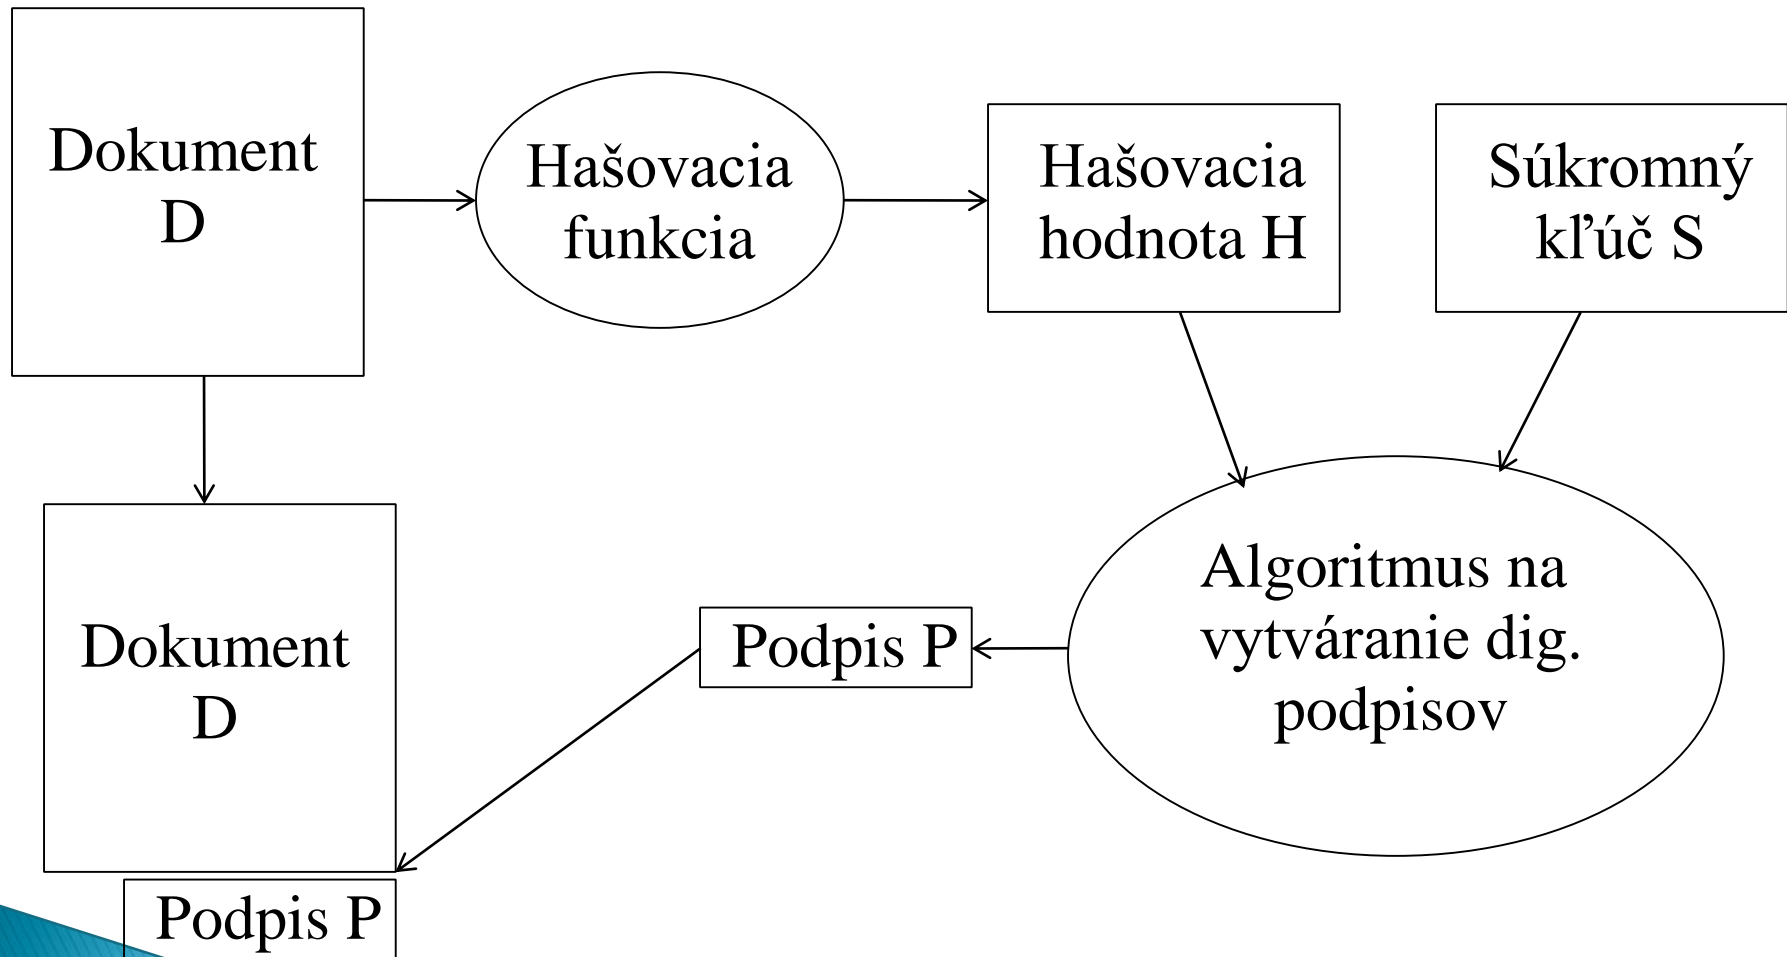 Dokument
D
Hašovacia
funkcia
Hašovacia
hodnota H
Súkromný
kľúč S
Dokument
D
Podpis P
Algoritmus na
vytváranie dig.
podpisov
Podpis P